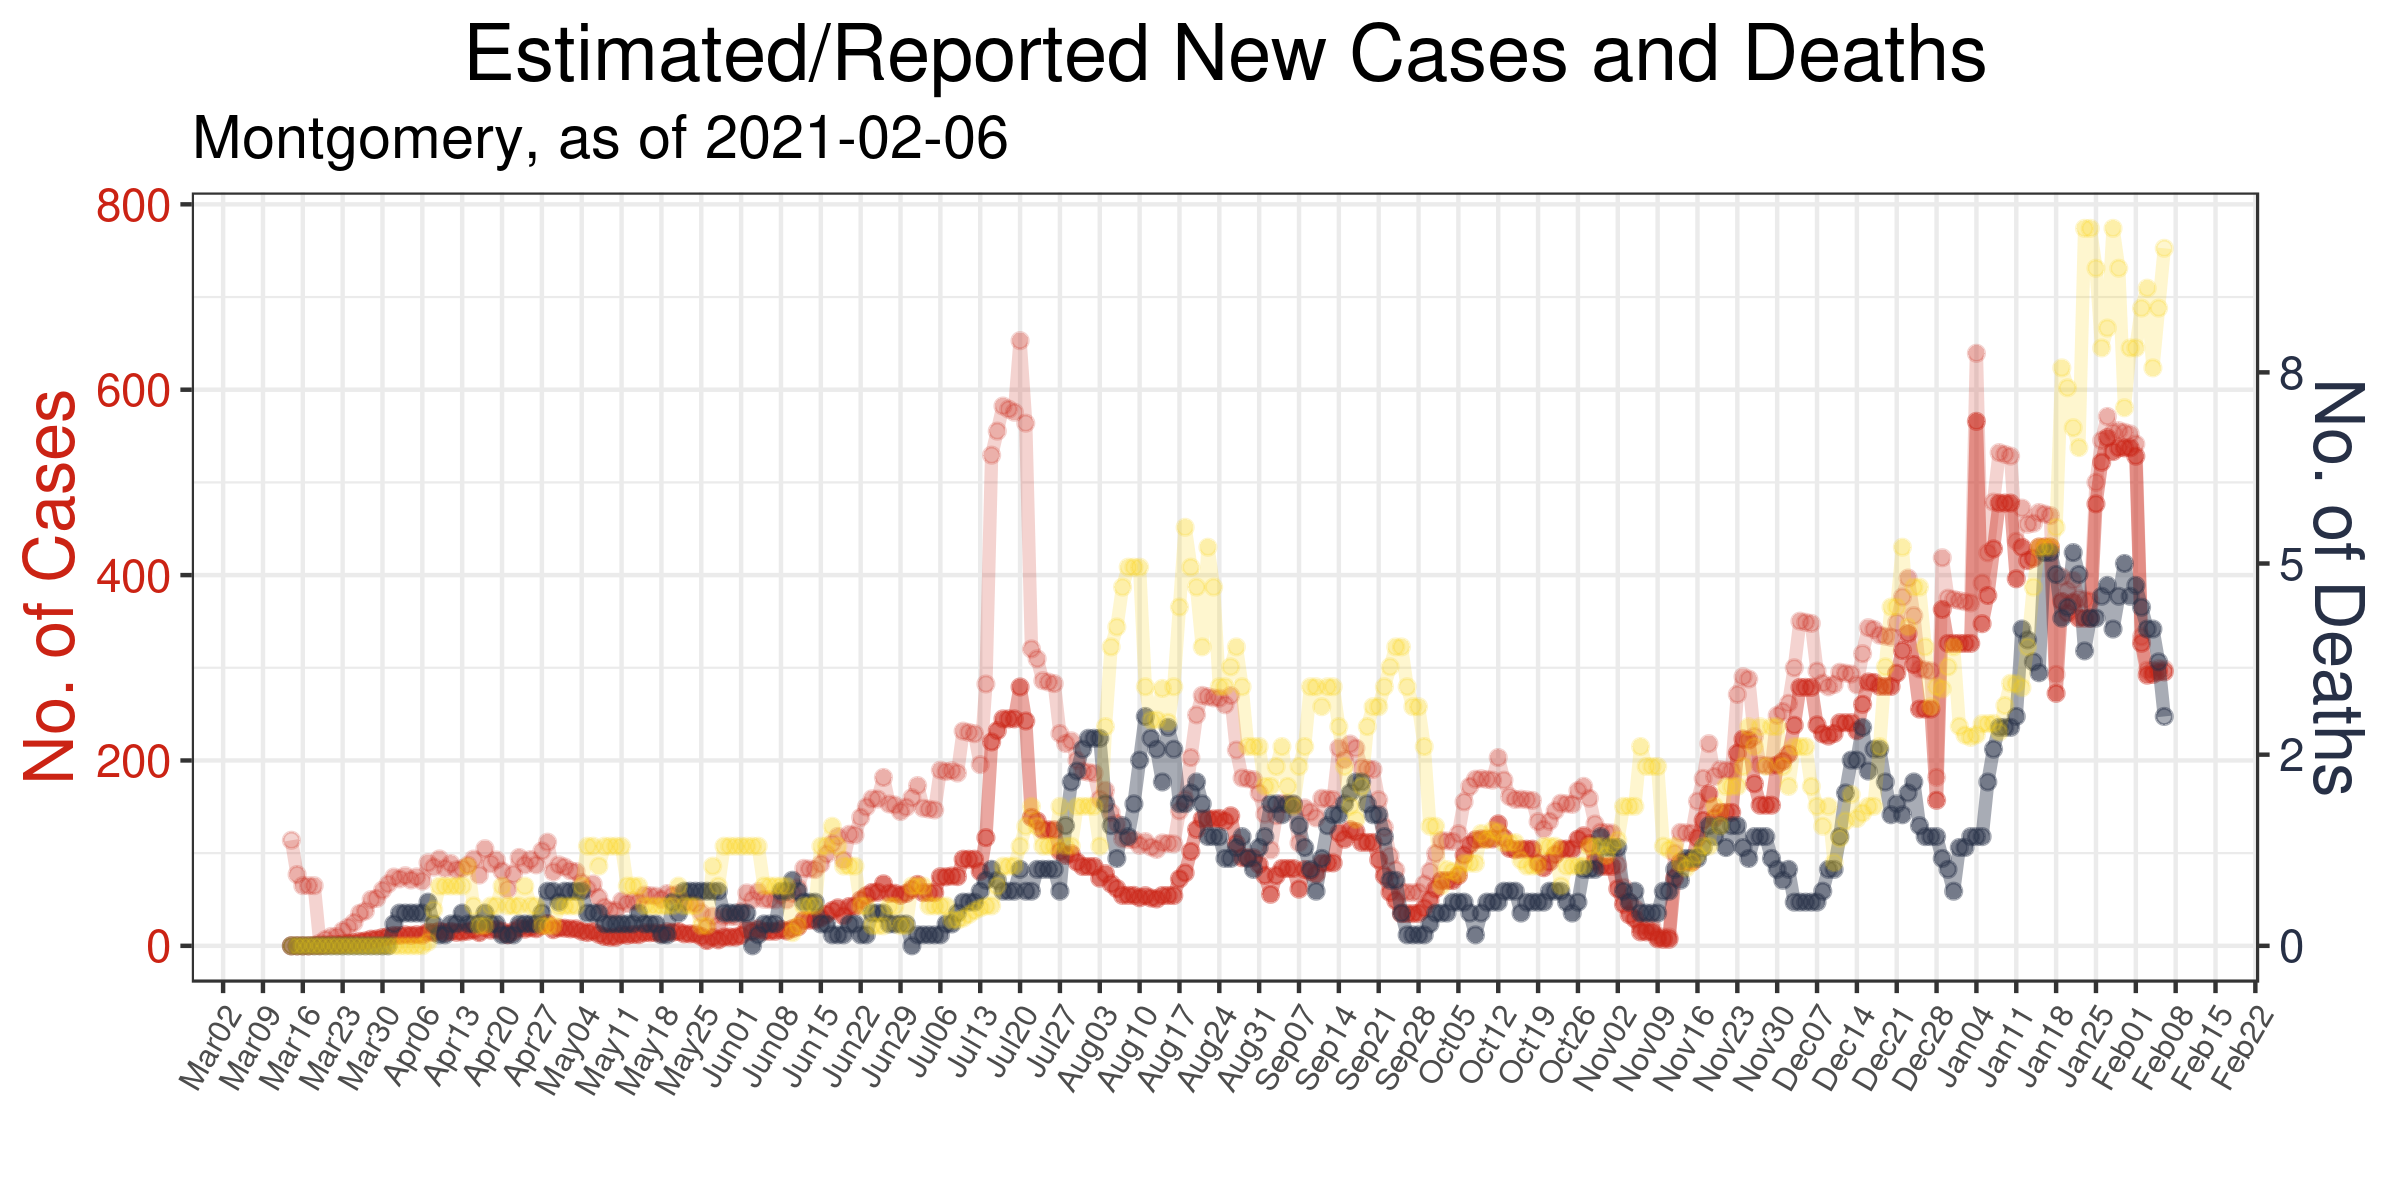 Estimated/Reported New Cases and Deaths
Montgomery, as of 2021-02-06
No. of Cases
800
600
400
200
0
8
5
2
0
No. of Deaths
Mar02
Mar09
Mar16
Mar23
Mar30
Apr06
Apr13
Apr20
Apr27
May04
May11
May18
May25
Jun01
Jun08
Jun15
Jun22
Jun29
Jul06
Jul13
Jul20
Jul27
Aug03
Aug10
Aug17
Aug24
Aug31
Sep07
Sep14
Sep21
Sep28
Oct05
Oct12
Oct19
Oct26
Nov02
Nov09
Nov16
Nov23
Nov30
Dec07
Dec14
Dec21
Dec28
Jan04
Jan11
Jan18
Jan25
Feb01
Feb08
Feb15
Feb22